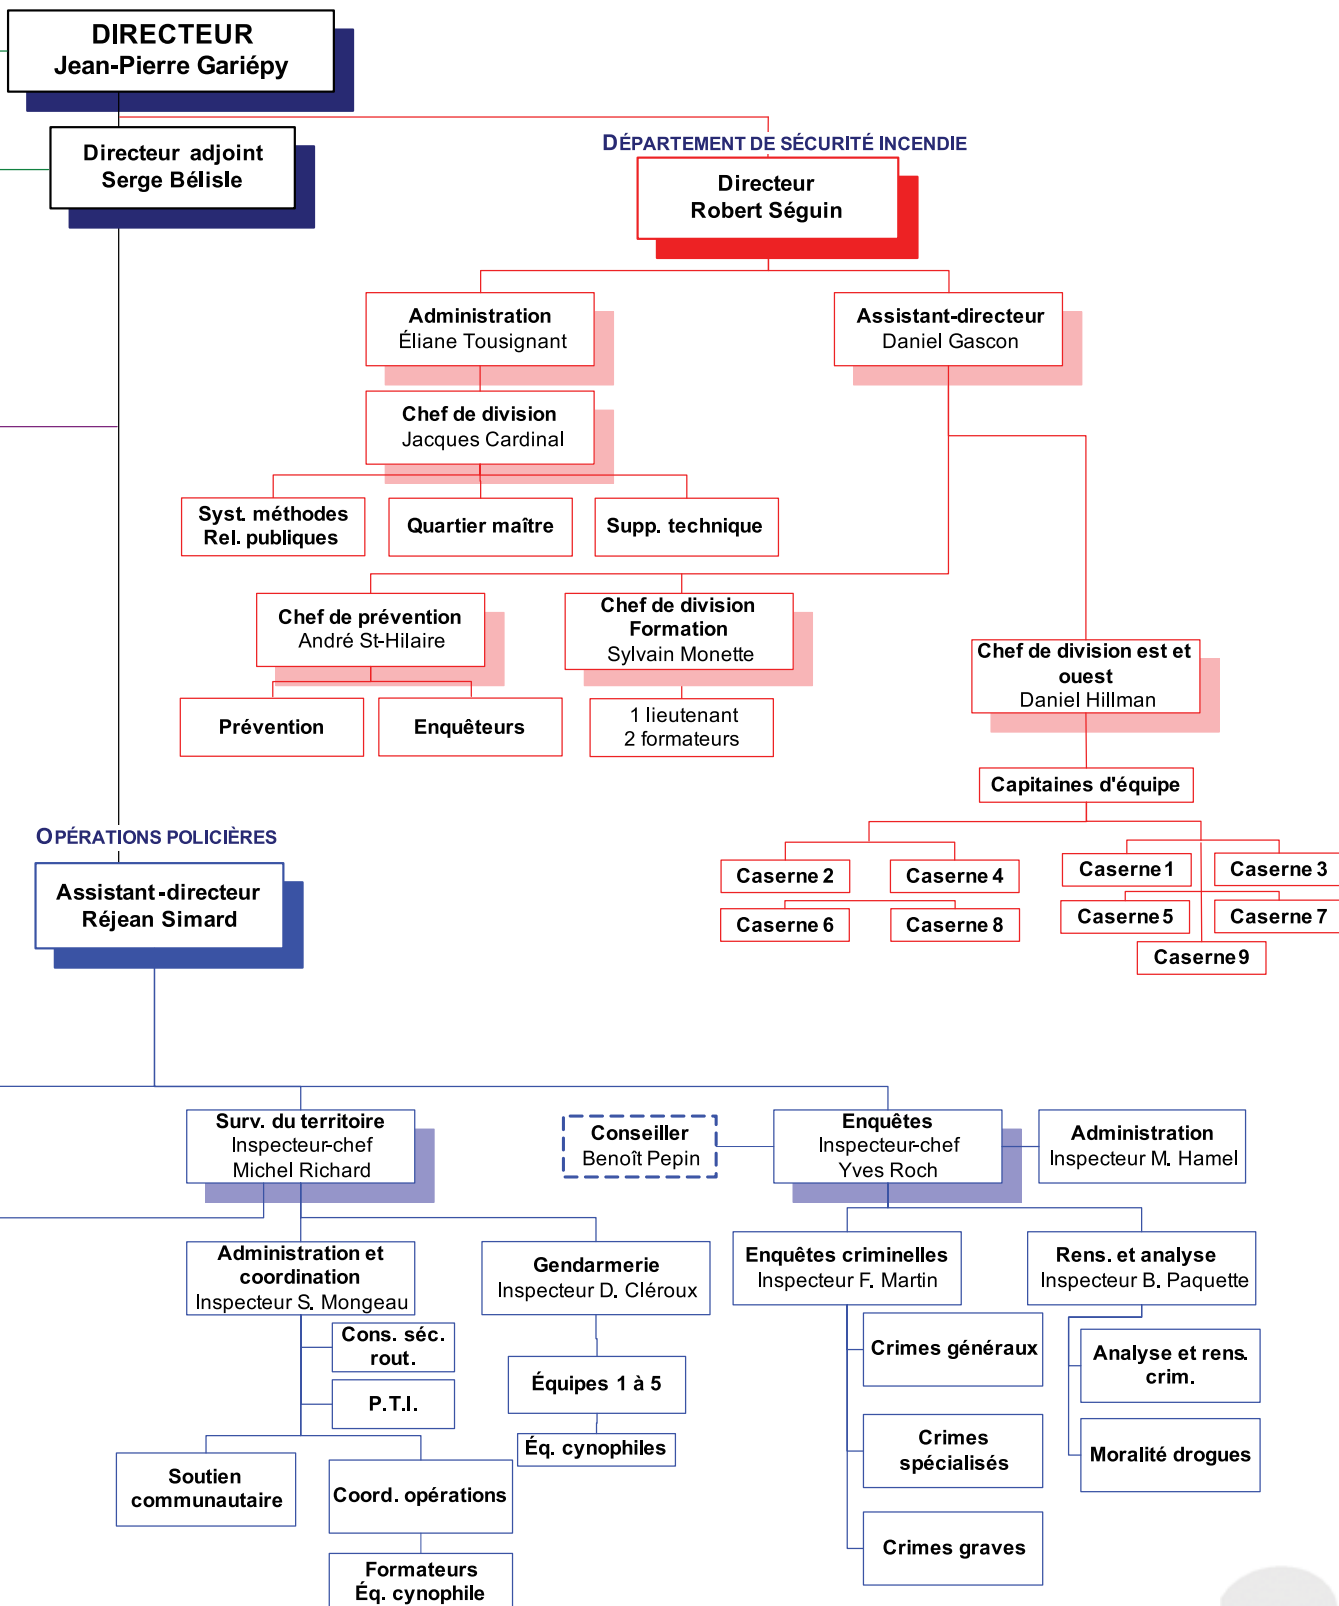 DIRECTEUR
Jean-Pierre Gariépy
Directeur adjoint
Serge Bélisle
DÉPARTEMENT DE SÉCURITÉ INCENDIE
Directeur
Robert Séguin
Administration
Éliane Tousignant
Assistant-directeur
Daniel Gascon
Chef de division
Jacques Cardinal
Syst. méthodes
Rel. publiques
Quartier maître
Supp. technique
Chef de prévention
André St-Hilaire
Chef de division
Formation
Sylvain Monette
Chef de division est et
ouest
Daniel Hillman
Prévention
Enquêteurs
1 lieutenant
2 formateurs
Capitaines d'équipe
Caserne 2
Caserne 4
Caserne 1
Caserne 3
Caserne 6
Caserne 8
Caserne 5
Caserne 7
Caserne 9
OPÉRATIONS POLICIÈRES
Assistant-directeur
Réjean Simard
Surv. du territoire
Inspecteur-chef
Michel Richard
Conseiller
Benoît Pepin
Enquêtes
Inspecteur-chef
Yves Roch
Administration
Inspecteur M. Hamel
Administration et
coordination
Inspecteur S. Mongeau
Gendarmerie
Inspecteur D. Cléroux
Enquêtes criminelles
Inspecteur F. Martin
Rens. et analyse
Inspecteur B. Paquette
Cons. séc.
rout.
P.T.I.
Équipes 1 à 5
Éq. cynophiles
Crimes généraux
Analyse et rens.
crim.
Crimes
spécialisés
Moralité drogues
Soutien
communautaire
Coord. opérations
Crimes graves
Formateurs
Éq. cynophile